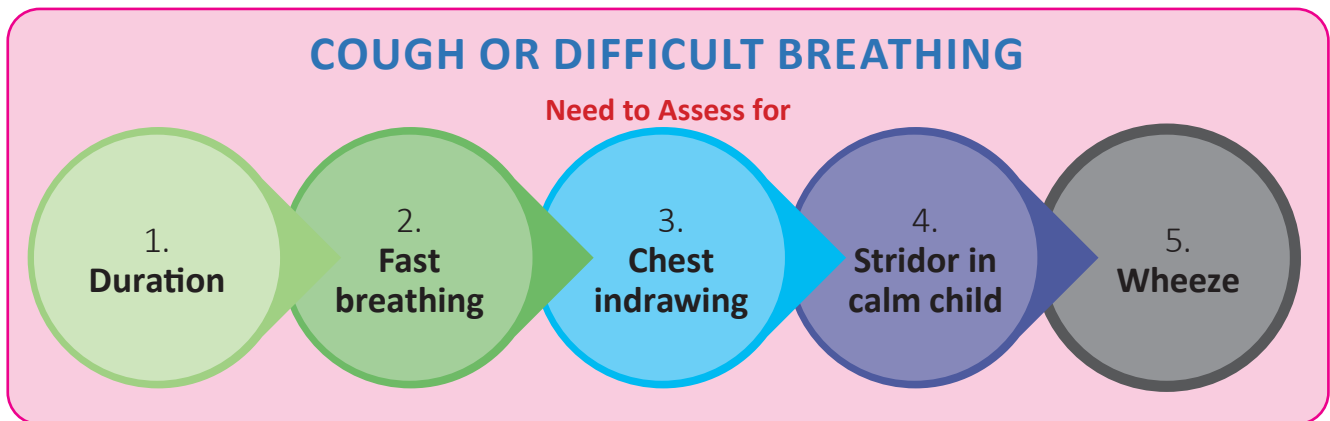 COUGH OR DIFFICULT BREATHING
Need to Assess for
1.
Duration
2.
Fast
breathing
3.
Chest
indrawing
4.
Stridor in
calm child
5.
Wheeze